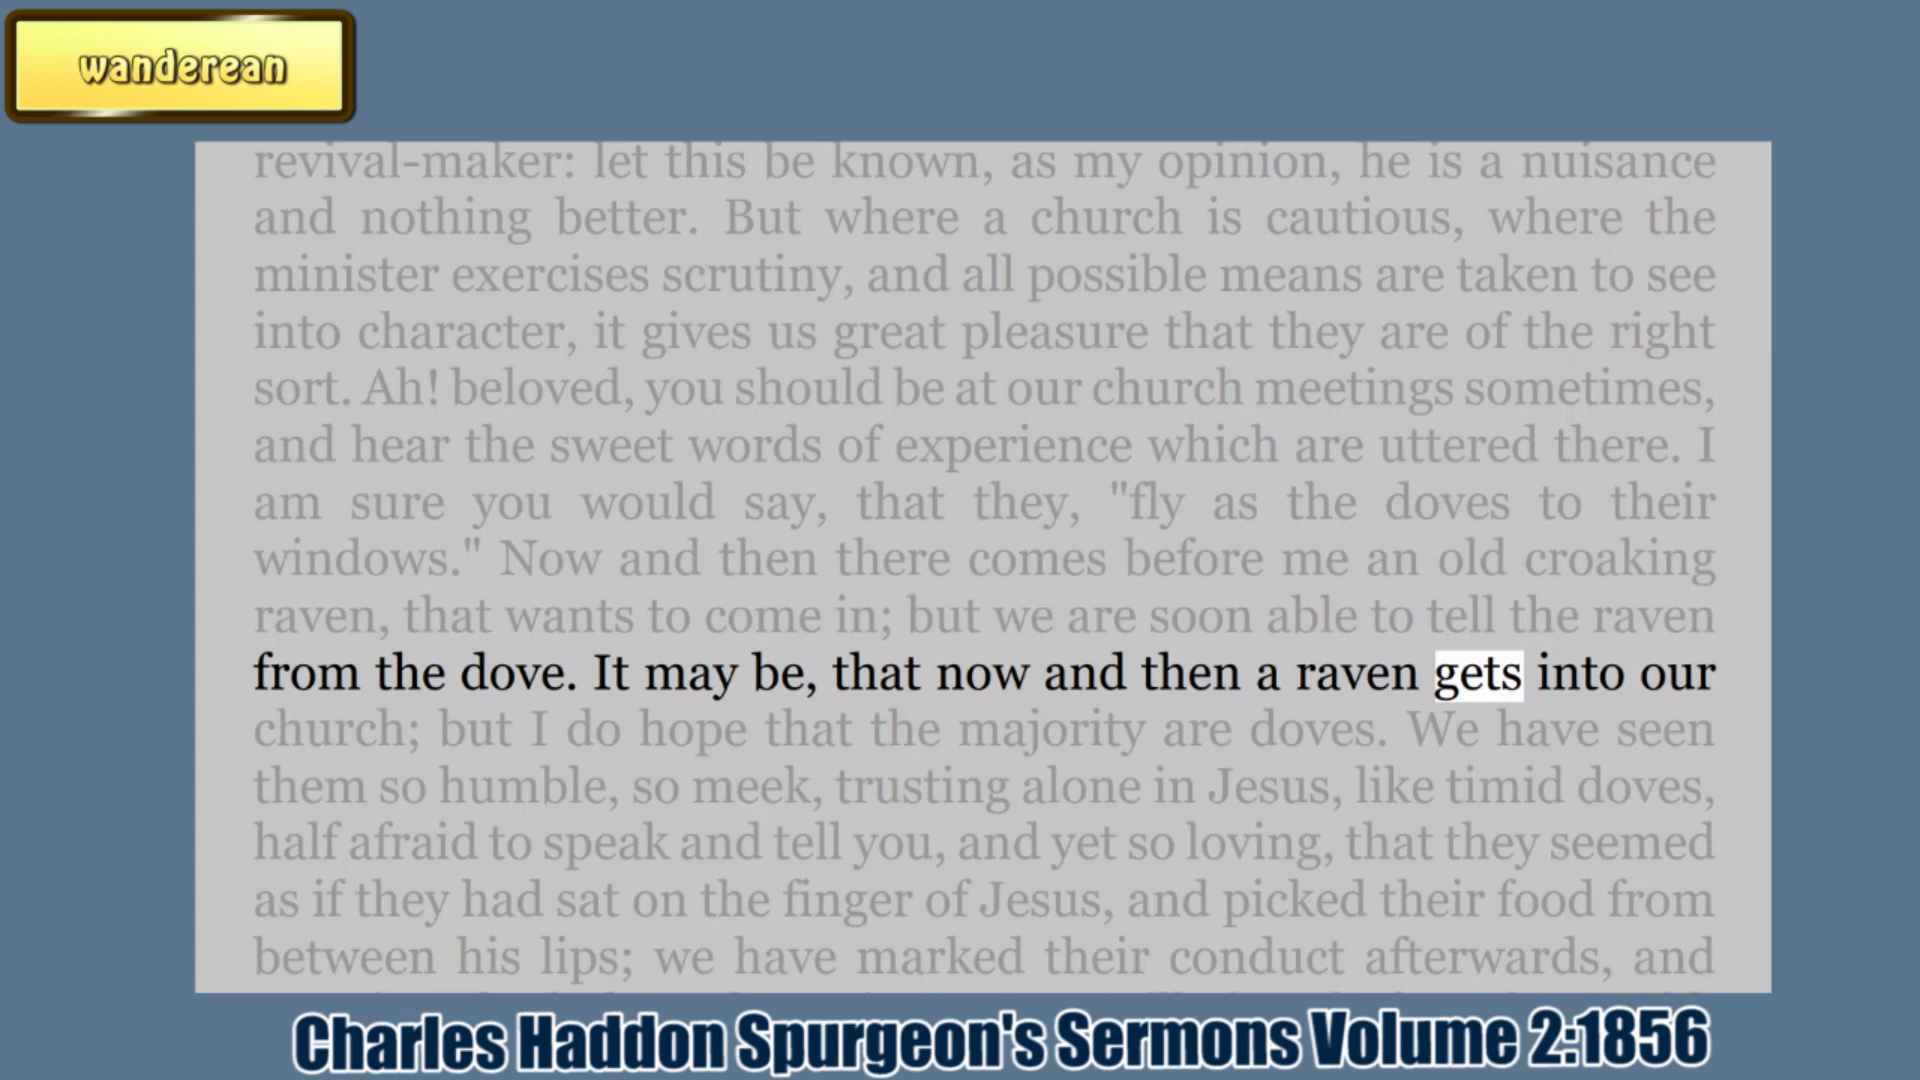 wanderean
revival-maker: let this be known, as my opinion, he is a nuisance
and nothing better. But where a church is cautious, where the
minister exercises scrutiny, and all possible means are taken to see
into character, it gives us great pleasure that they are of the right
sort. Ah! beloved, you should be at our church meetings sometimes,
and hear the sweet words of experience which are uttered there. I
am sure you would say, that they, "fly as the doves to their
windows." Now and then there comes before me an old croaking
raven, that wants to come in; but we are soon able to tell the raven
from the dove. It may be, that now and then a raven gets into our
church; but I do hope that the majority are doves. We have seen
them so humble, so meek, trusting alone in Jesus, like timid doves,
half afraid to speak and tell you, and yet so loving, that they seemed
as if they had sat on the finger of Jesus, and picked their food from
between his lips; we have marked their conduct afterwards, and
Charles Haddon Spurgeon's Sermons Volume 2:1856